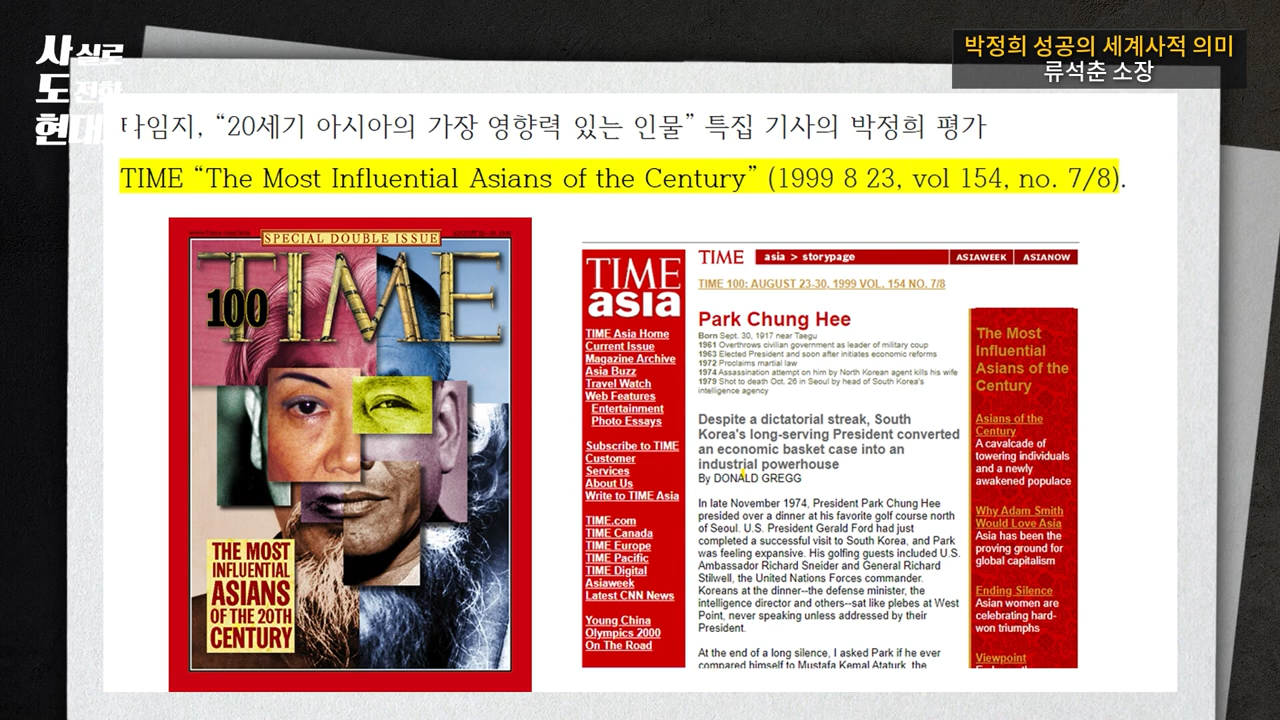 사실로
도전한
현대
박정희 성공의 세계사적 의미
류석춘 소장
타임지, “20세기 아시아의 가장 영향력 있는 인물” 특집 기사의 박정희 평가
TIME “The Most Influential Asians of the Century” (1999 8 23, vol 154, no. 7/8).
SPECIAL DOUBLE ISSUE
TIME
100
THE MOST
INFLUENTIAL
ASIANS
OF THE 20TH
CENTURY
TIME
asia
TIME Asia Home
Current Issue
Magazine Archive
Asia Buzz
Travel Watch
Web Features
Entertainment
Photo Essays
Subscribe to TIME
Customer
Services
About Us
Write to TIME Asia
TIME.com
TIME Canada
TIME Europe
TIME Pacific
TIME Digital
Asiaweek
Latest CNN News
Young China
Olympics 2000
On The Road
TIME asia > storypage ASIAWEEK ASIANOW
TIME 100: AUGUST 23-30, 1999 VOL. 154 NO. 7/8
Park Chung Hee
Born Sept. 30, 1917 near Taegu
1961 Overthrows civilian government as leader of military coup
1963 Elected President and soon after initiates economic reforms
1972 Proclaims martial law
1974 Assassination attempt on him by North Korean agent kills his wife
1979 Shot to death Oct. 26 in Seoul by head of South Korea's
intelligence agency
Despite a dictatorial streak, South
Korea's long-serving President converted
an economic basket case into an
industrial powerhouse
By DONALD GREGG
In late November 1974, President Park Chung Hee
presided over a dinner at his favorite golf course north
of Seoul. U.S. President Gerald Ford had just
completed a successful visit to South Korea, and Park
was feeling expansive. His golfing guests included U.S.
Ambassador Richard Sneider and General Richard
Stilwell, the United Nations Forces commander.
Koreans at the dinner--the defense minister, the
intelligence director and others--sat like plebes at West
Point, never speaking unless addressed by their
President.
At the end of a long silence, I asked Park if he ever
compared himself to Mustafa Kemal Ataturk, the
The Most
Influential
Asians of the
Century
Asians of the
Century
A cavalcade of
towering individuals
and a newly
awakened populace
Why Adam Smith
Would Love Asia
Asia has been the
proving ground for
global capitalism
Ending Silence
Asian women are
celebrating hard-
won triumphs
Viewpoint